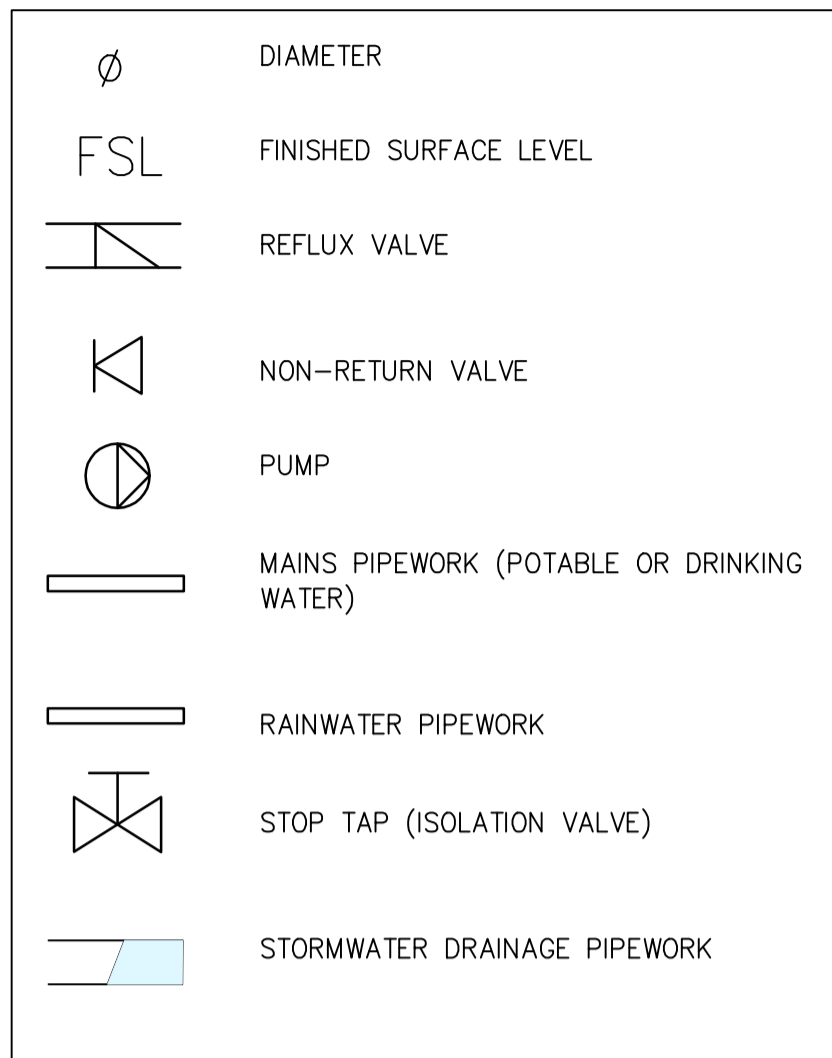 Ø DIAMETER
FSL FINISHED SURFACE LEVEL
REFLUX VALVE
NON-RETURN VALVE
PUMP
MAINS PIPEWORK (POTABLE OR DRINKING
WATER)
RAINWATER PIPEWORK
STOP TAP (ISOLATION VALVE)
STORMWATER DRAINAGE PIPEWORK